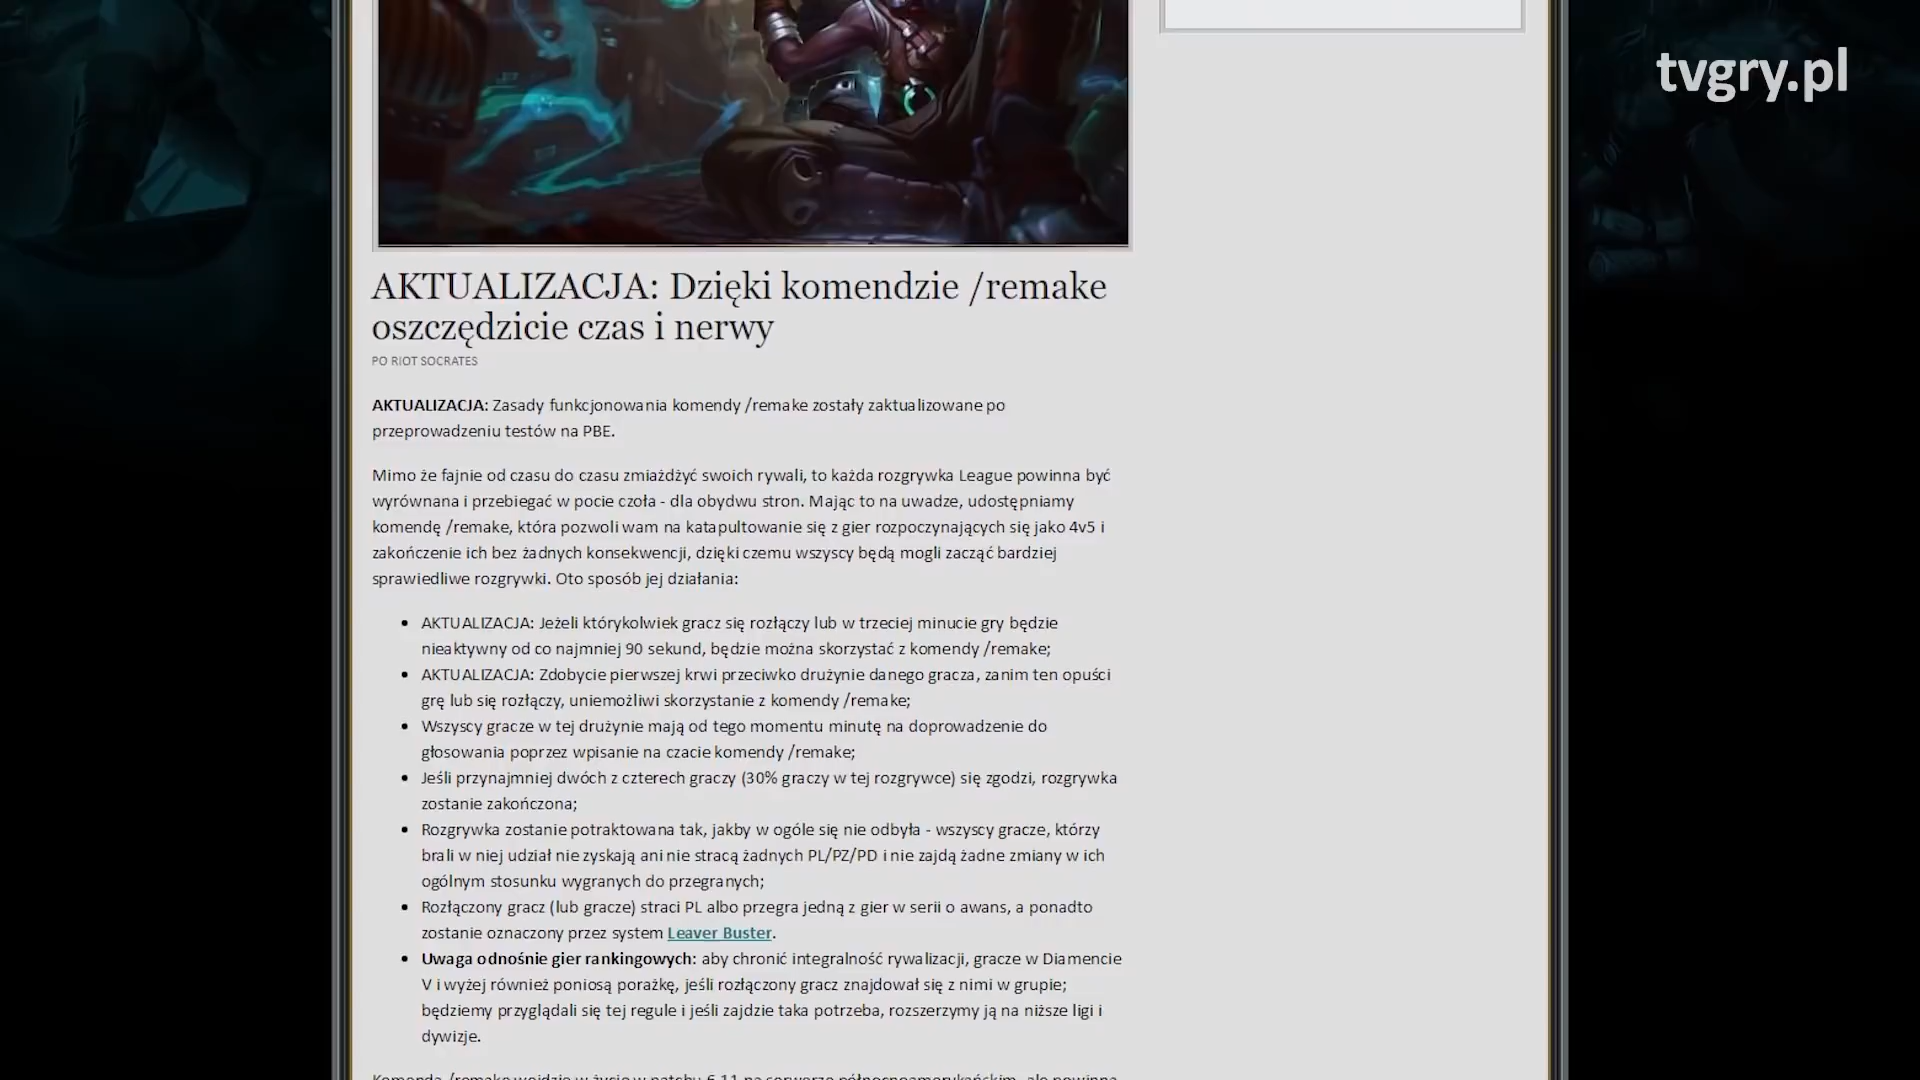 tvgry.pl
AKTUALIZACJA: Dzięki komendzie /remake
oszczędzicie czas i nerwy
PO RIOT SOCRATES
AKTUALIZACJA: Zasady funkcjonowania komendy /remake zostały zaktualizowane po
przeprowadzeniu testów na PBE.
Mimo że fajnie od czasu do czasu zmiażdżyć swoich rywali, to każda rozgrywka League powinna być
wyrównana i przebiegać w pocie czoła - dla obydwu stron. Mając to na uwadze, udostępniamy
komendę /remake, która pozwoli wam na katapultowanie się z gier rozpoczynających się jako 4v5 i
zakończenie ich bez żadnych konsekwencji, dzięki czemu wszyscy będą mogli zacząć bardziej
sprawiedliwe rozgrywki. Oto sposób jej działania:
• AKTUALIZACJA: Jeżeli którykolwiek gracz się rozłączy lub w trzeciej minucie gry będzie
nieaktywny od co najmniej 90 sekund, będzie można skorzystać z komendy /remake;
• AKTUALIZACJA: Zdobycie pierwszej krwi przeciwko drużynie danego gracza, zanim ten opuści
grę lub się rozłączy, uniemożliwi skorzystanie z komendy /remake;
• Wszyscy gracze w tej drużynie mają od tego momentu minutę na doprowadzenie do
głosowania poprzez wpisanie na czacie komendy /remake;
• Jeśli przynajmniej dwóch z czterech graczy (30% graczy w tej rozgrywce) się zgodzi, rozgrywka
zostanie zakończona;
• Rozgrywka zostanie potraktowana tak, jakby w ogóle się nie odbyła - wszyscy gracze, którzy
brali w niej udział nie zyskają ani nie stracą żadnych PL/PZ/PD i nie zajdą żadne zmiany w ich
ogólnym stosunku wygranych do przegranych;
• Rozłączony gracz (lub gracze) straci PL albo przegra jedną z gier w serii o awans, a ponadto
zostanie oznaczony przez system Leaver Buster.
• Uwaga odnośnie gier rankingowych: aby chronić integralność rywalizacji, gracze w Diamencie
V i wyżej również poniosą porażkę, jeśli rozłączony gracz znajdował się z nimi w grupie;
będziemy przyglądali się tej regule i jeśli zajdzie taka potrzeba, rozszerzymy ją na niższe ligi i
dywizje.
Komenda /remake wejdzie w życie w patchu 6.11 na serwerze północnoamerykańskim, ale powinna